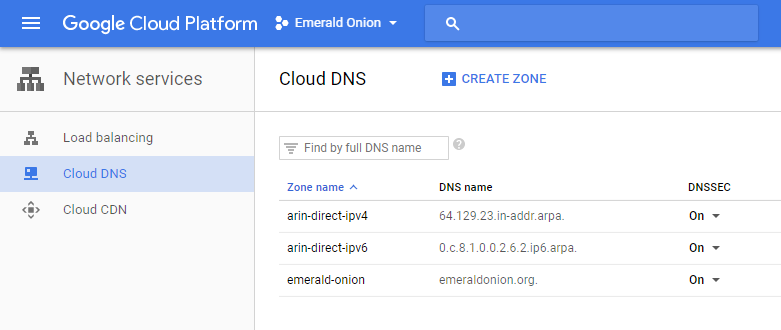 Google Cloud Platform
Emerald Onion
Network services
Cloud DNS
CREATE ZONE
Load balancing
Cloud DNS
Cloud CDN
Find by full DNS name
?
Zone name DNS name DNSSEC
arin-direct-ipv4 64.129.23.in-addr.arpa. On
arin-direct-ipv6 0.c.8.1.0.0.2.6.2.ip6.arpa. On
emerald-onion emeraldonion.org. On